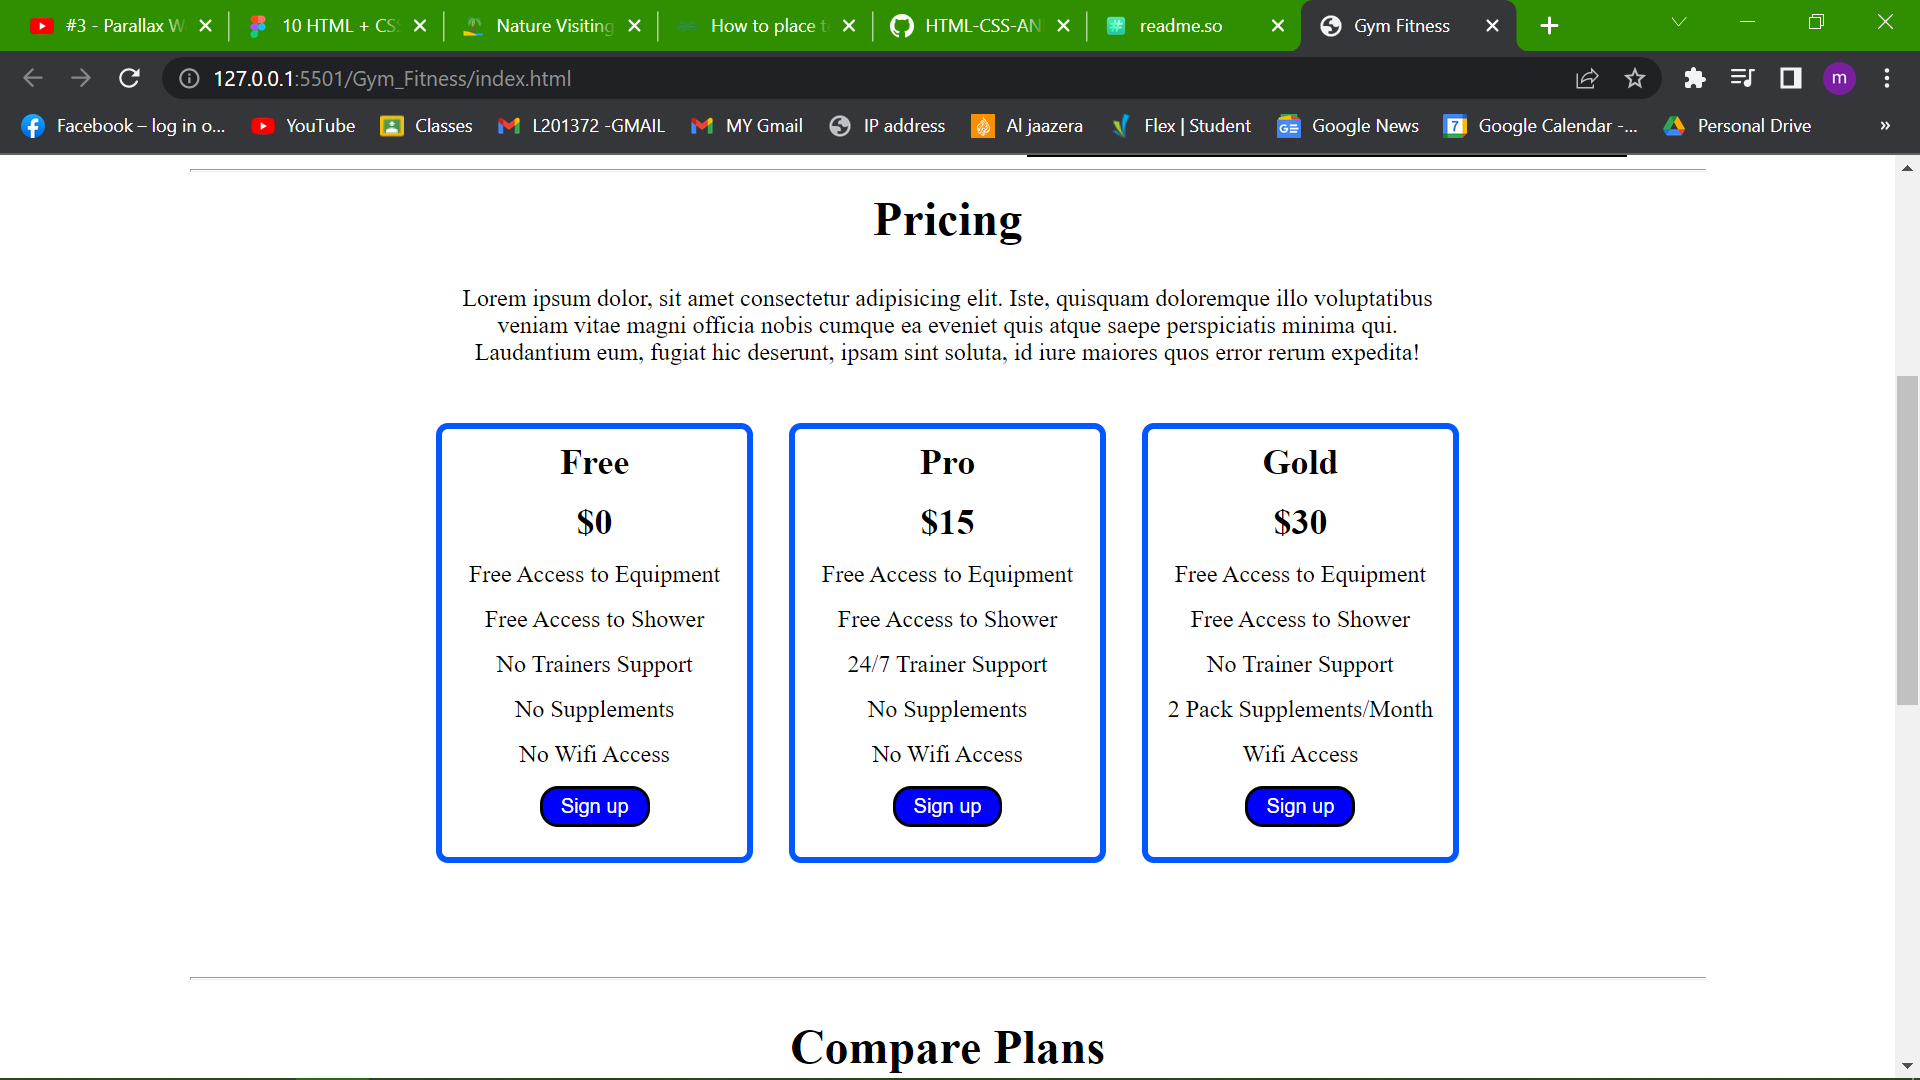 #3 - Parallax W
10 HTML + CSS
Nature Visiting
How to place t
HTML-CSS-AN
readme.so
Gym Fitness
127.0.0.1:5501/Gym_Fitness/index.html
m
Facebook – log in o...
YouTube
Classes
L201372 -GMAIL
MY Gmail
IP address
Al jaazera
Flex | Student
Google News
7
Google Calendar -...
Personal Drive
»
Pricing
Lorem ipsum dolor, sit amet consectetur adipisicing elit. Iste, quisquam doloremque illo voluptatibus
veniam vitae magni officia nobis cumque ea eveniet quis atque saepe perspiciatis minima qui.
Laudantium eum, fugiat hic deserunt, ipsam sint soluta, id iure maiores quos error rerum expedita!
Free
$0
Free Access to Equipment
Free Access to Shower
No Trainers Support
No Supplements
No Wifi Access
Sign up
Pro
$15
Free Access to Equipment
Free Access to Shower
24/7 Trainer Support
No Supplements
No Wifi Access
Sign up
Gold
$30
Free Access to Equipment
Free Access to Shower
No Trainer Support
2 Pack Supplements/Month
Wifi Access
Sign up
Compare Plans